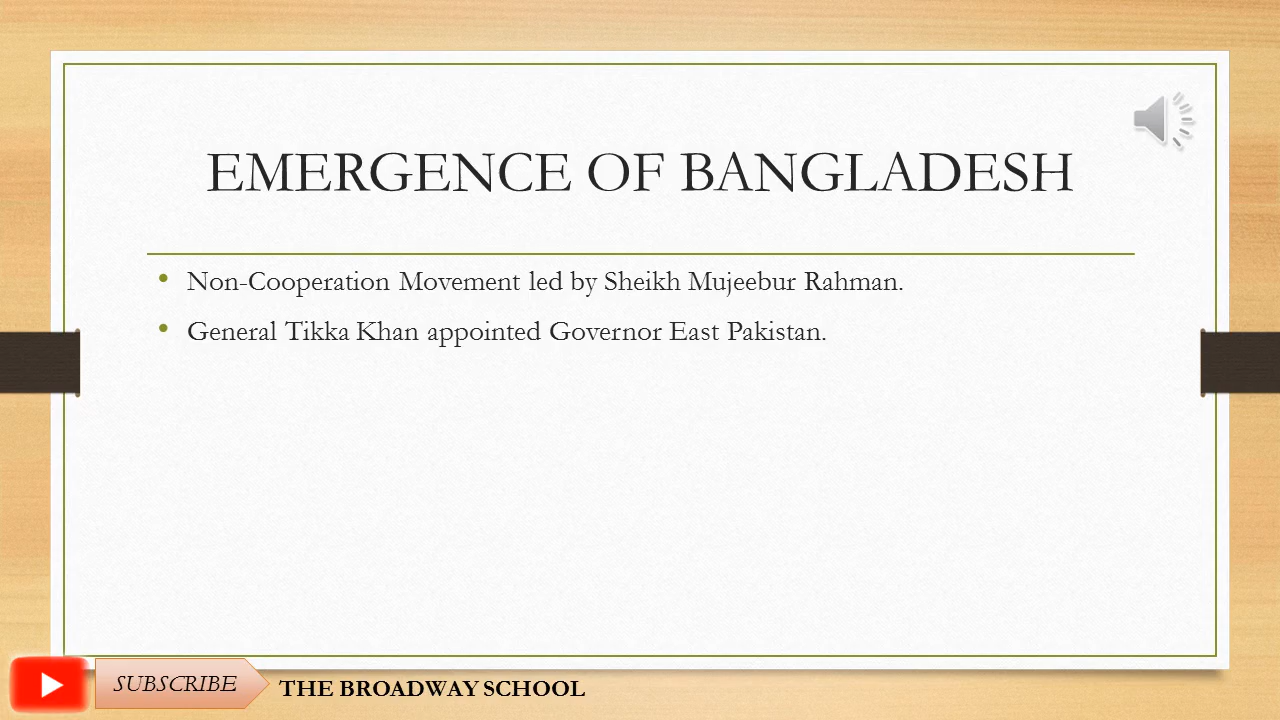 EMERGENCE OF BANGLADESH
• Non-Cooperation Movement led by Sheikh Mujeebur Rahman.
• General Tikka Khan appointed Governor East Pakistan.
SUBSCRIBE
THE BROADWAY SCHOOL